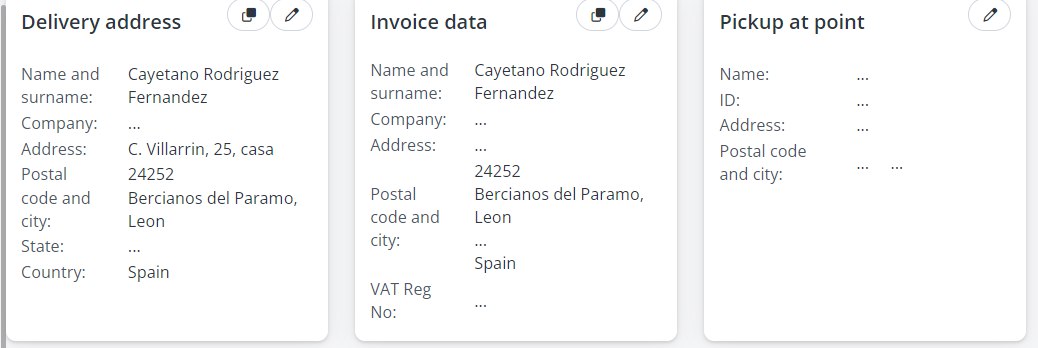 Delivery address
Name and surname: Cayetano Rodriguez Fernandez
Company: ...
Address: C. Villarrin, 25, casa
Postal code and city: 24252 Bercianos del Paramo, Leon
State: ...
Country: Spain
Invoice data
Name and surname: Cayetano Rodriguez Fernandez
Company: ...
Address: ...
Postal code and city: 24252 Bercianos del Paramo, Leon ... Spain
VAT Reg No: ...
Pickup at point
Name: ...
ID: ...
Address: ...
Postal code and city: ... ...